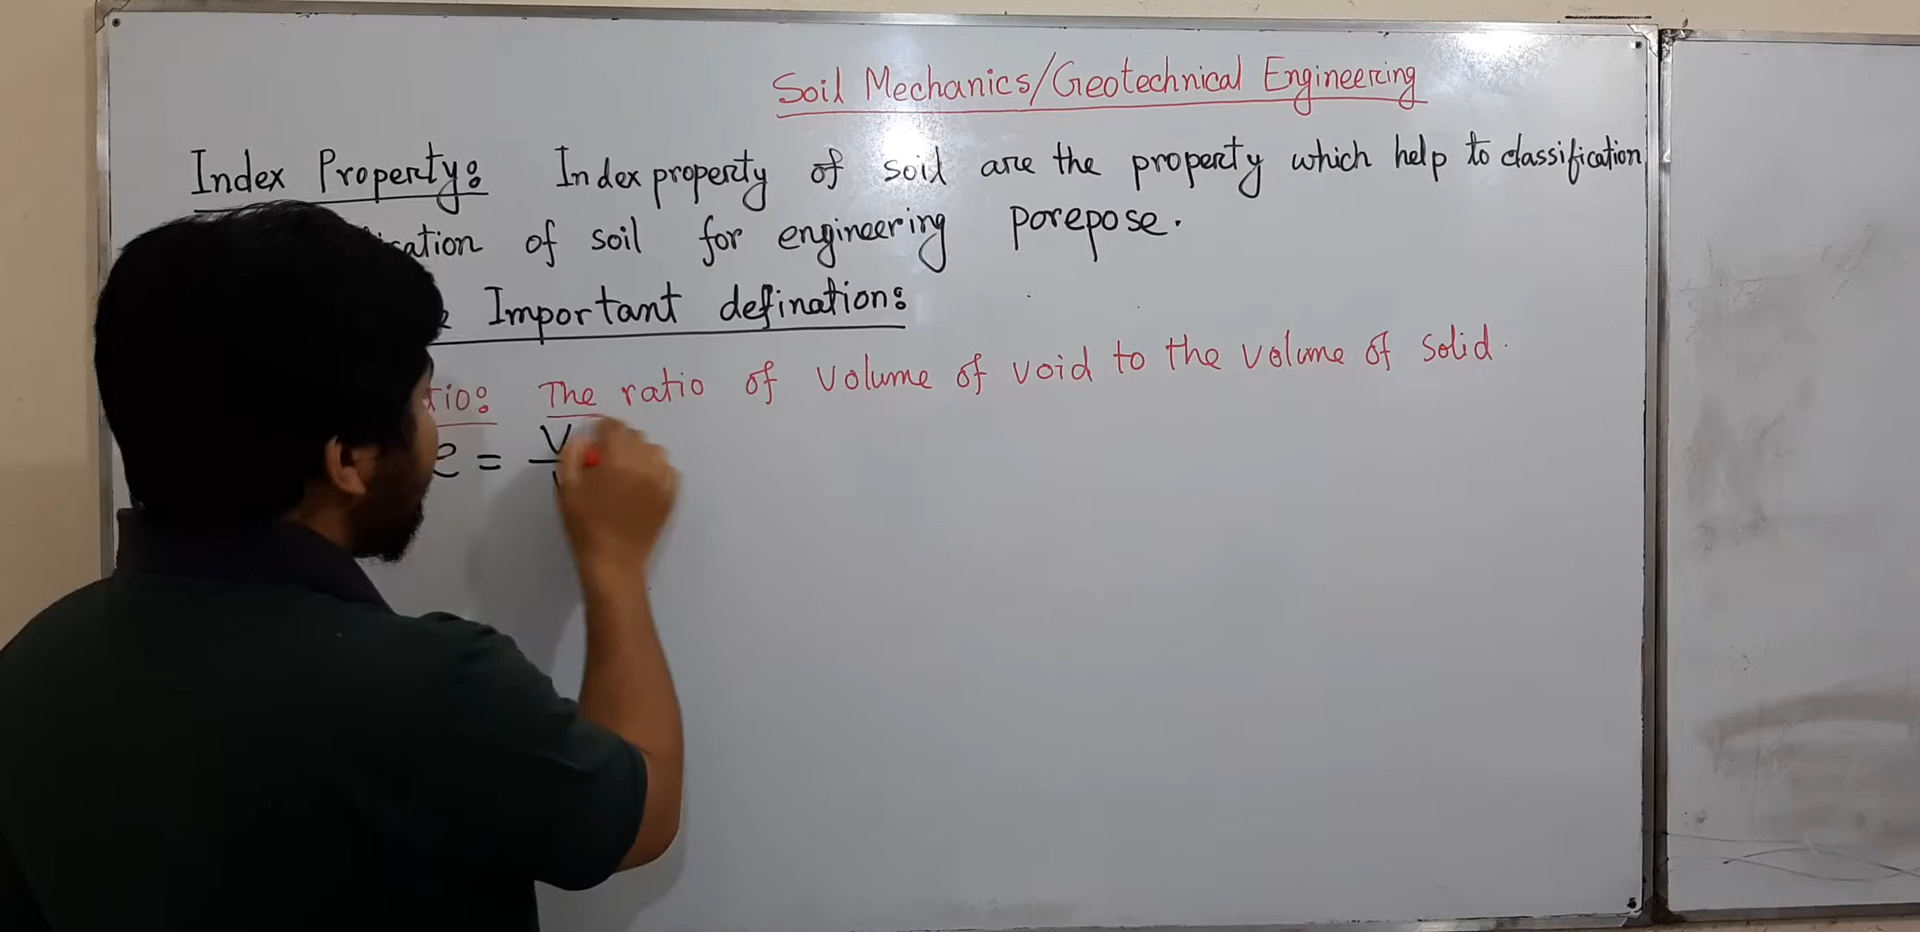 Soil Mechanics/Geotechnical Engineering
Index Property: Index property of soil are the property which help to classification
of soil for engineering porepose.
Important defination:
The ratio of volume of void to the volume of solid.
e = V